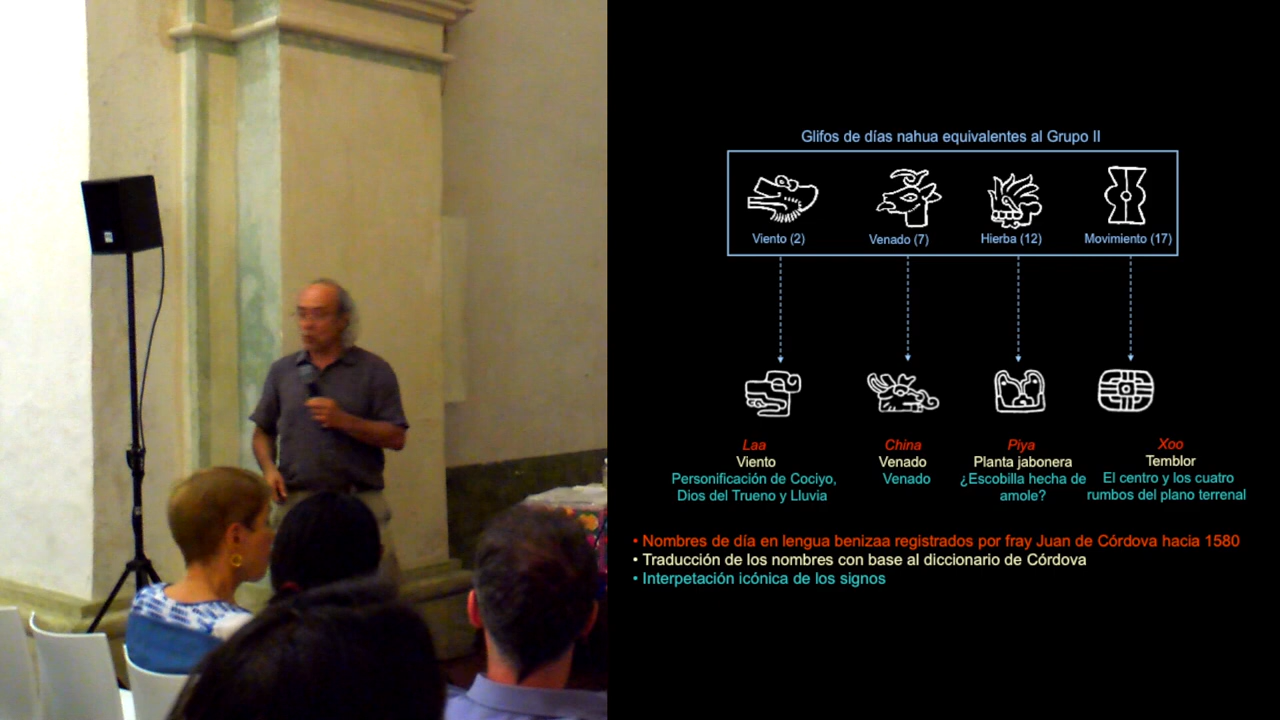 Glifos de días nahua equivalentes al Grupo II
Viento (2)
Venado (7)
Hierba (12)
Movimiento (17)
Laa
Viento
Personificación de Cociyo,
Dios del Trueno y Lluvia
China
Venado
Venado
Piya
Planta jabonera
¿Escobilla hecha de
amole?
Xoo
Temblor
El centro y los cuatro
rumbos del plano terrenal
• Nombres de día en lengua benizaa registrados por fray Juan de Córdova hacia 1580
• Traducción de los nombres con base al diccionario de Córdova
• Interpetación icónica de los signos